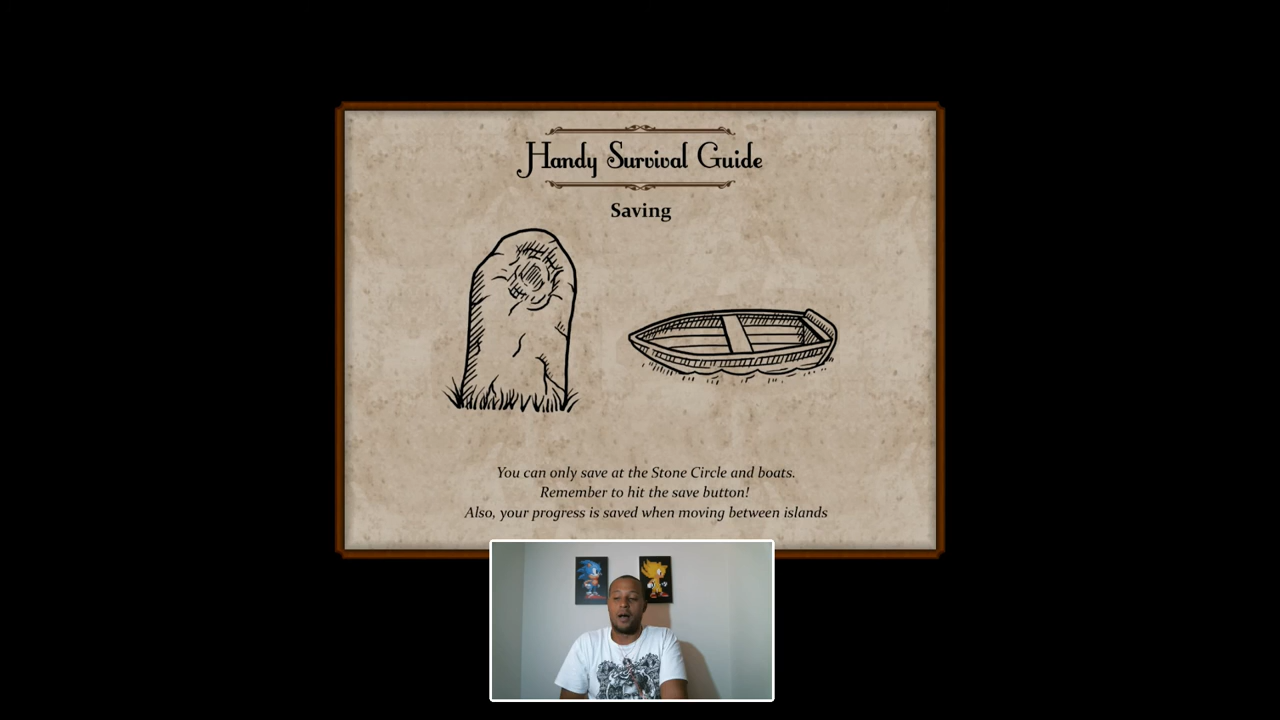 Handy Survival Guide
Saving
You can only save at the Stone Circle and boats.
Remember to hit the save button!
Also, your progress is saved when moving between islands